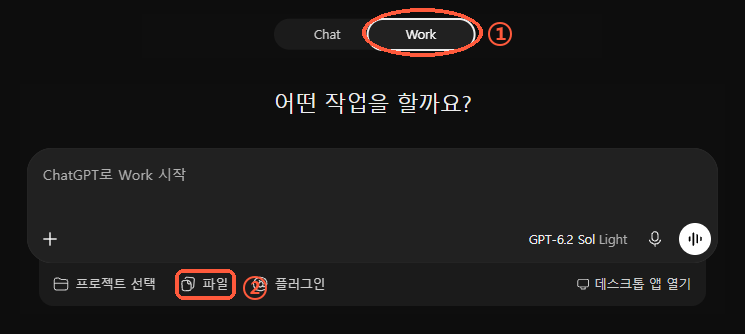 Chat Work ①
어떤 작업을 할까요?
ChatGPT로 Work 시작
GPT-6.2 Sol Light
프로젝트 선택 파일 ② 플러그인 데스크톱 앱 열기